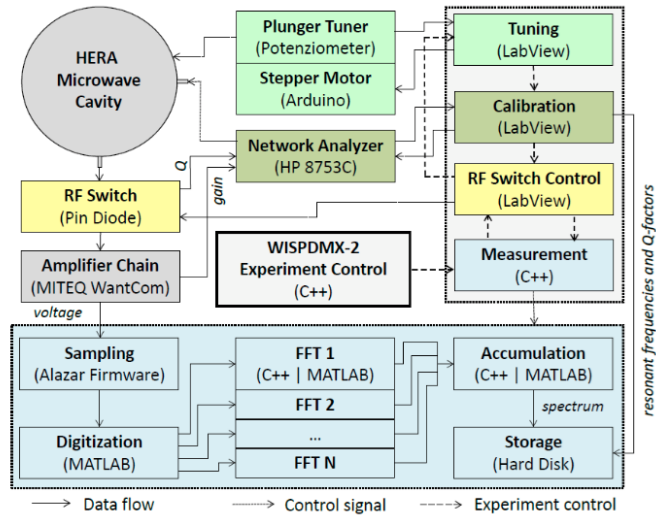 HERA
Microwave
Cavity
Plunger Tuner
(Potenziometer)
Stepper Motor
(Arduino)
Tuning
(LabView)
Network Analyzer
(HP 8753C)
Calibration
(LabView)
Q
gain
RF Switch
(Pin Diode)
RF Switch Control
(LabView)
Amplifier Chain
(MITEQ WantCom)
WISPDMX-2
Experiment Control
(C++)
Measurement
(C++)
resonant frequencies and Q-factors
voltage
Sampling
(Alazar Firmware)
Digitization
(MATLAB)
FFT 1
(C++ | MATLAB)
FFT 2
...
FFT N
Accumulation
(C++ | MATLAB)
spectrum
Storage
(Hard Disk)
Data flow
Control signal
Experiment control